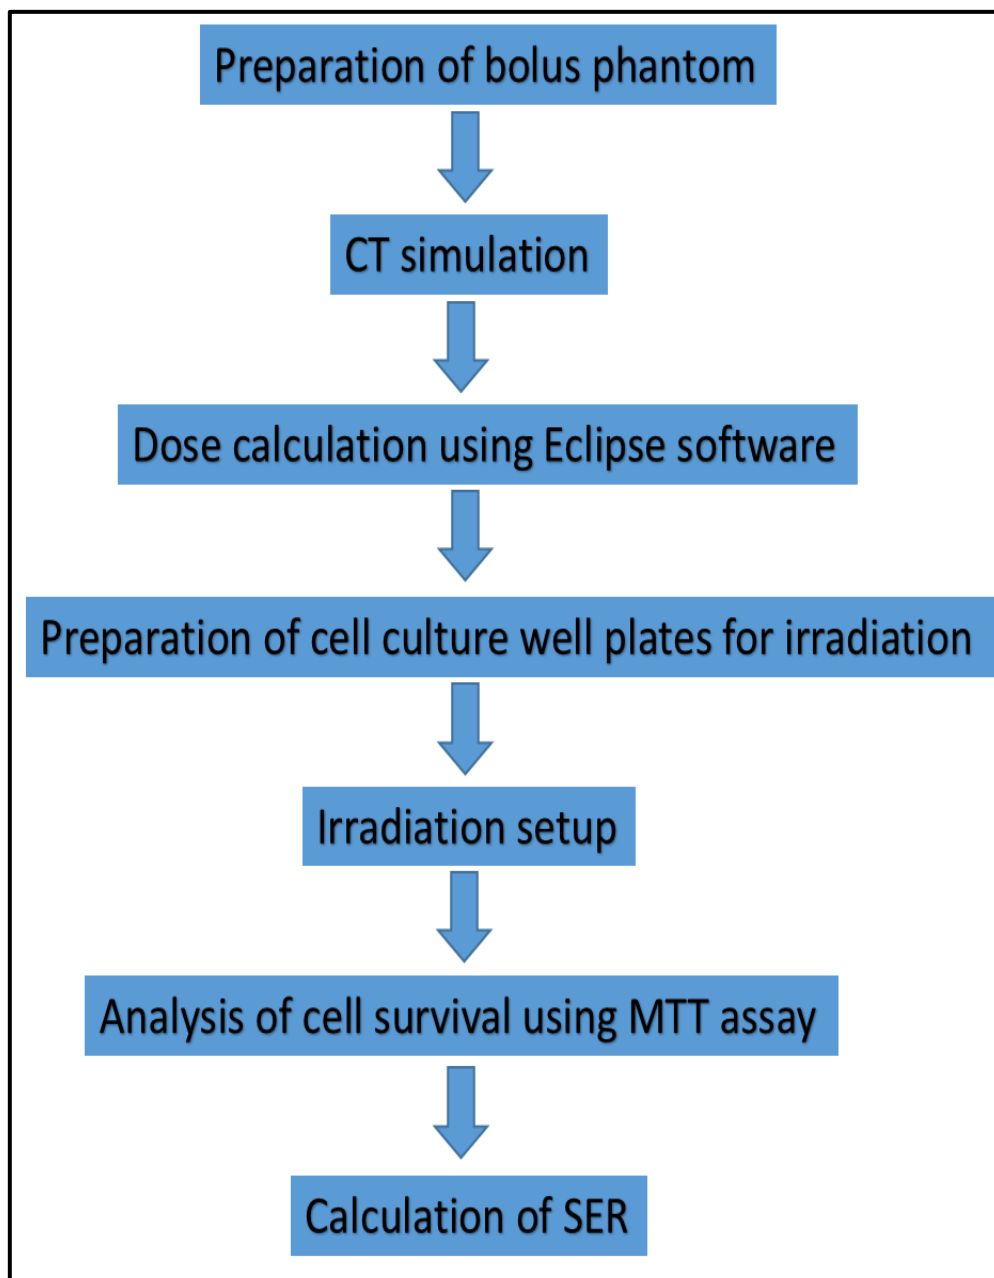 Preparation of bolus phantom
CT simulation
Dose calculation using Eclipse software
Preparation of cell culture well plates for irradiation
Irradiation setup
Analysis of cell survival using MTT assay
Calculation of SER